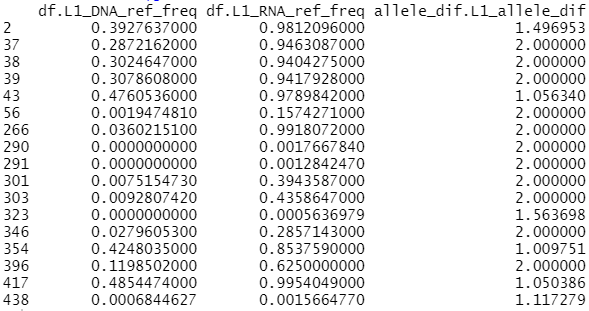 df.L1_DNA_ref_freq df.L1_RNA_ref_freq allele_dif.L1_allele_dif
2 0.3927637000 0.9812096000 1.496953
37 0.2872162000 0.9463087000 2.000000
38 0.3024647000 0.9404275000 2.000000
39 0.3078608000 0.9417928000 2.000000
43 0.4760536000 0.9789842000 1.056340
56 0.0019474810 0.1574271000 2.000000
266 0.0360215100 0.9918072000 2.000000
290 0.0000000000 0.0017667840 2.000000
291 0.0000000000 0.0012842470 2.000000
301 0.0075154730 0.3943587000 2.000000
303 0.0092807420 0.4358647000 2.000000
323 0.0000000000 0.0005636979 1.563698
346 0.0279605300 0.2857143000 2.000000
354 0.4248035000 0.8537590000 1.009751
396 0.1198502000 0.6250000000 2.000000
417 0.4854474000 0.9954049000 1.050386
438 0.0006844627 0.0015664770 1.117279